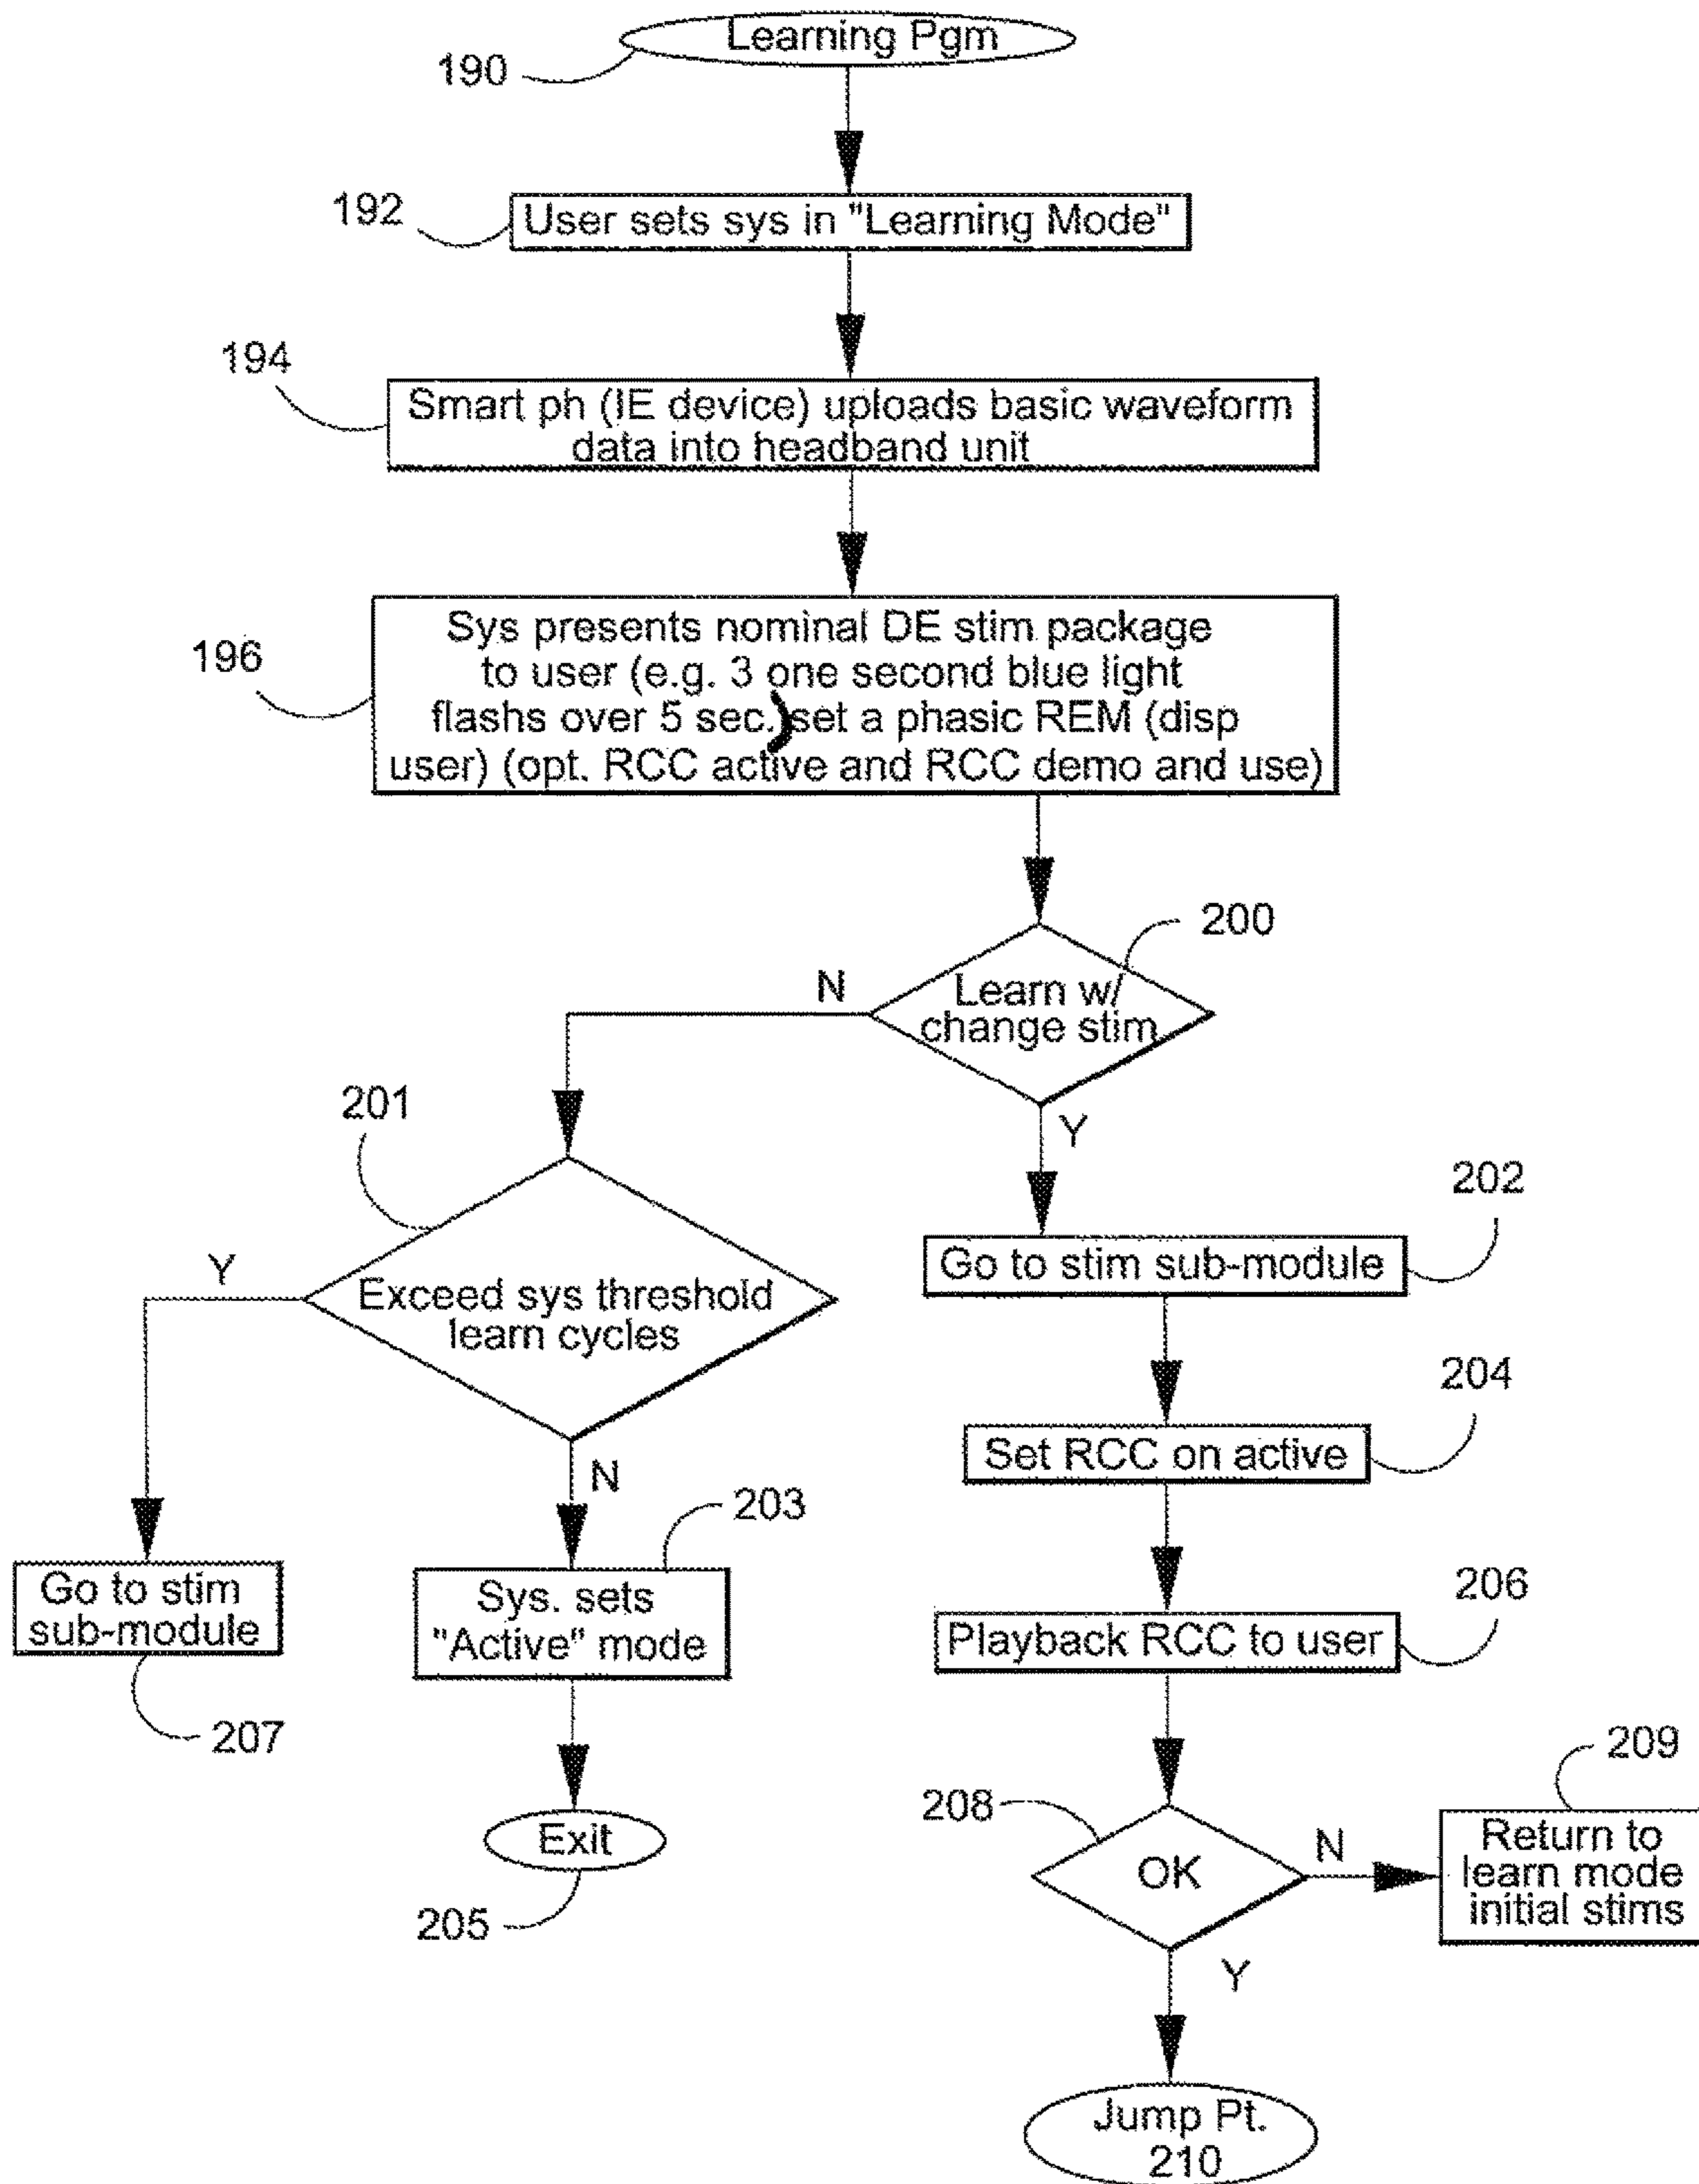 Learning Pgm
190
192
User sets sys in "Learning Mode"
194
Smart ph (IE device) uploads basic waveform
data into headband unit
196
Sys presents nominal DE stim package
to user (e.g. 3 one second blue light
flashs over 5 sec.) set a phasic REM (disp
user) (opt. RCC active and RCC demo and use)
200
Learn w/
change stim
N
Y
201
Exceed sys threshold
learn cycles
Y
N
202
Go to stim sub-module
204
Set RCC on active
203
Sys. sets
"Active" mode
Go to stim
sub-module
207
206
Playback RCC to user
Exit
205
208
OK
N
Y
209
Return to
learn mode
initial stims
Jump Pt.
210